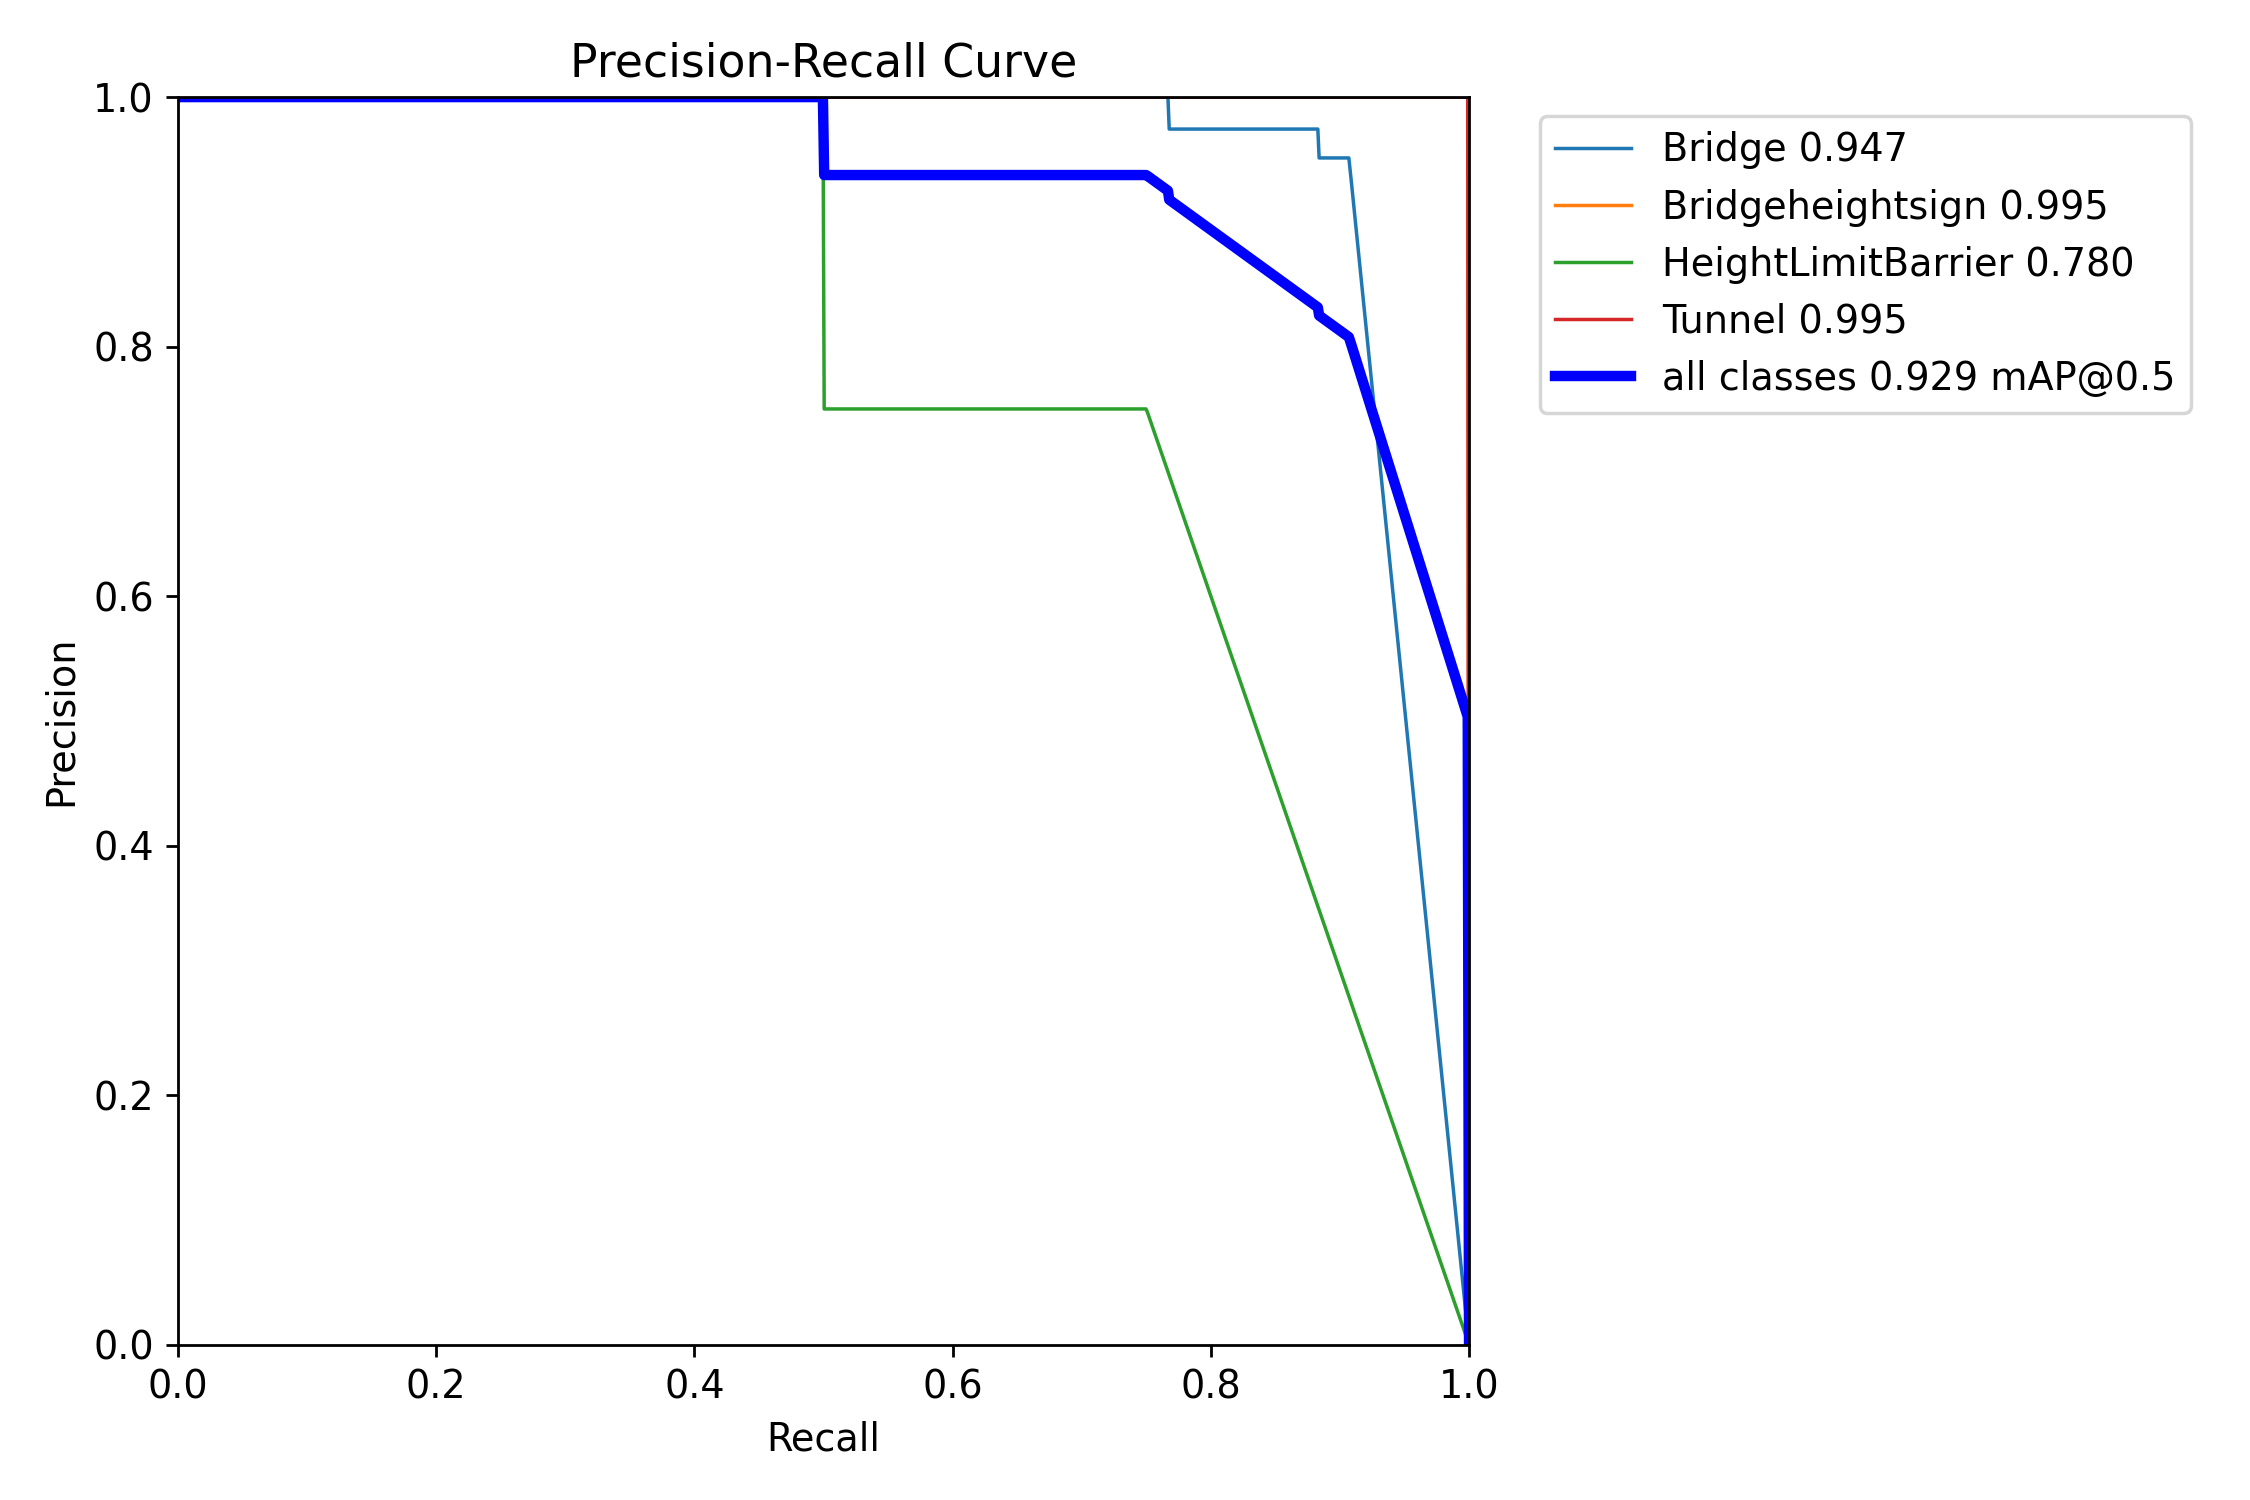 Precision-Recall Curve
1.0
0.8
0.6
0.4
0.2
0.0
Precision
0.0 0.2 0.4 0.6 0.8 1.0
Recall
Bridge 0.947
Bridgeheightsign 0.995
HeightLimitBarrier 0.780
Tunnel 0.995
all classes 0.929 mAP@0.5